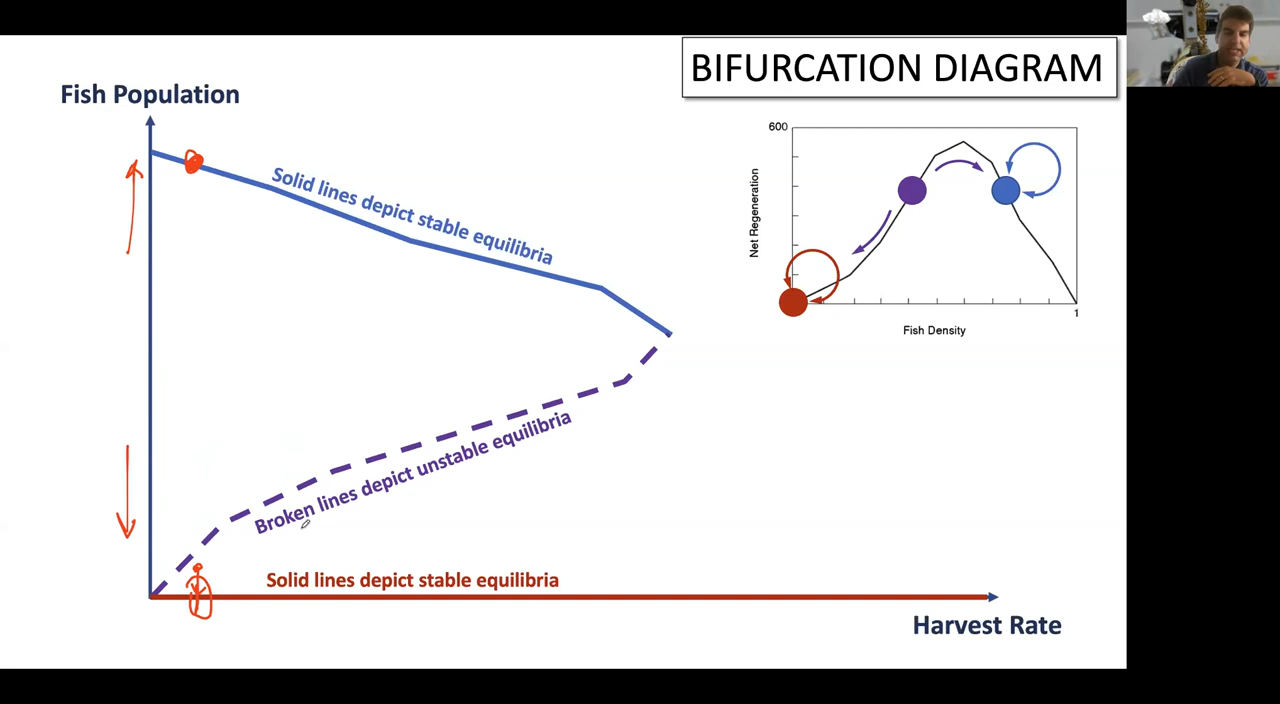 BIFURCATION DIAGRAM
Fish Population
Solid lines depict stable equilibria
Broken lines depict unstable equilibria
Solid lines depict stable equilibria
Harvest Rate
600
Net Regeneration
1
Fish Density